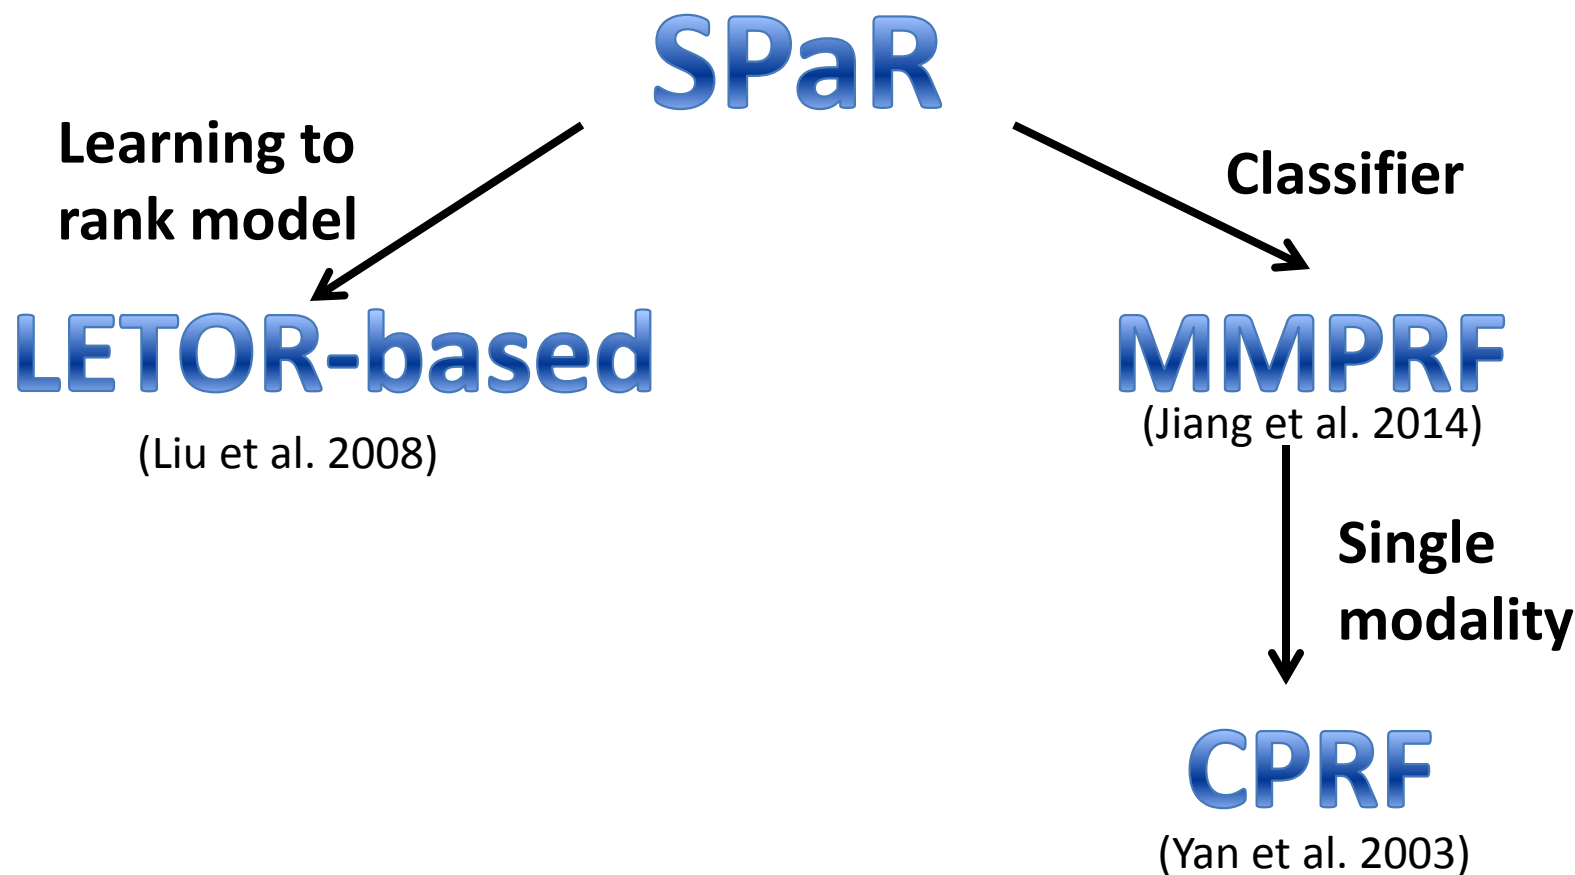 SPaR
Learning to
rank model
Classifier
LETOR-based
(Liu et al. 2008)
MMPRF
(Jiang et al. 2014)
Single
modality
CPRF
(Yan et al. 2003)